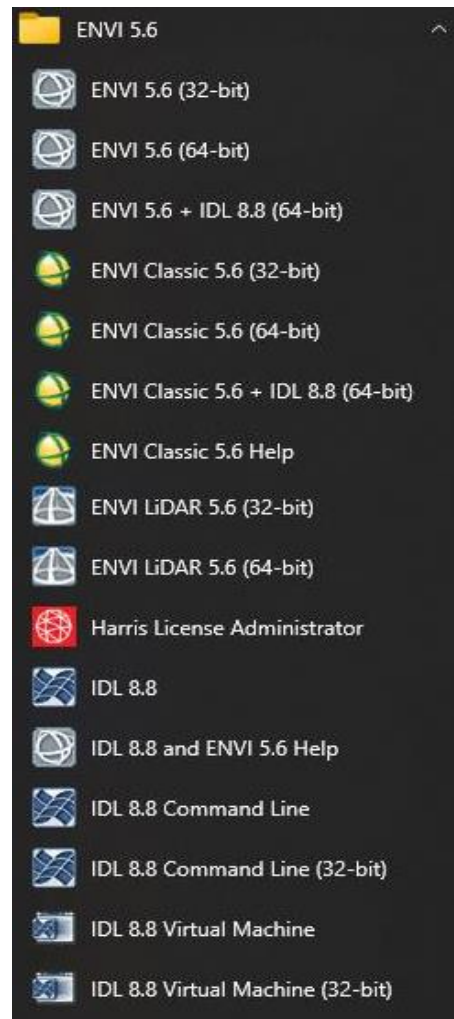 ENVI 5.6
ENVI 5.6 (32-bit)
ENVI 5.6 (64-bit)
ENVI 5.6 + IDL 8.8 (64-bit)
ENVI Classic 5.6 (32-bit)
ENVI Classic 5.6 (64-bit)
ENVI Classic 5.6 + IDL 8.8 (64-bit)
ENVI Classic 5.6 Help
ENVI LiDAR 5.6 (32-bit)
ENVI LiDAR 5.6 (64-bit)
Harris License Administrator
IDL 8.8
IDL 8.8 and ENVI 5.6 Help
IDL 8.8 Command Line
IDL 8.8 Command Line (32-bit)
IDL 8.8 Virtual Machine
IDL 8.8 Virtual Machine (32-bit)